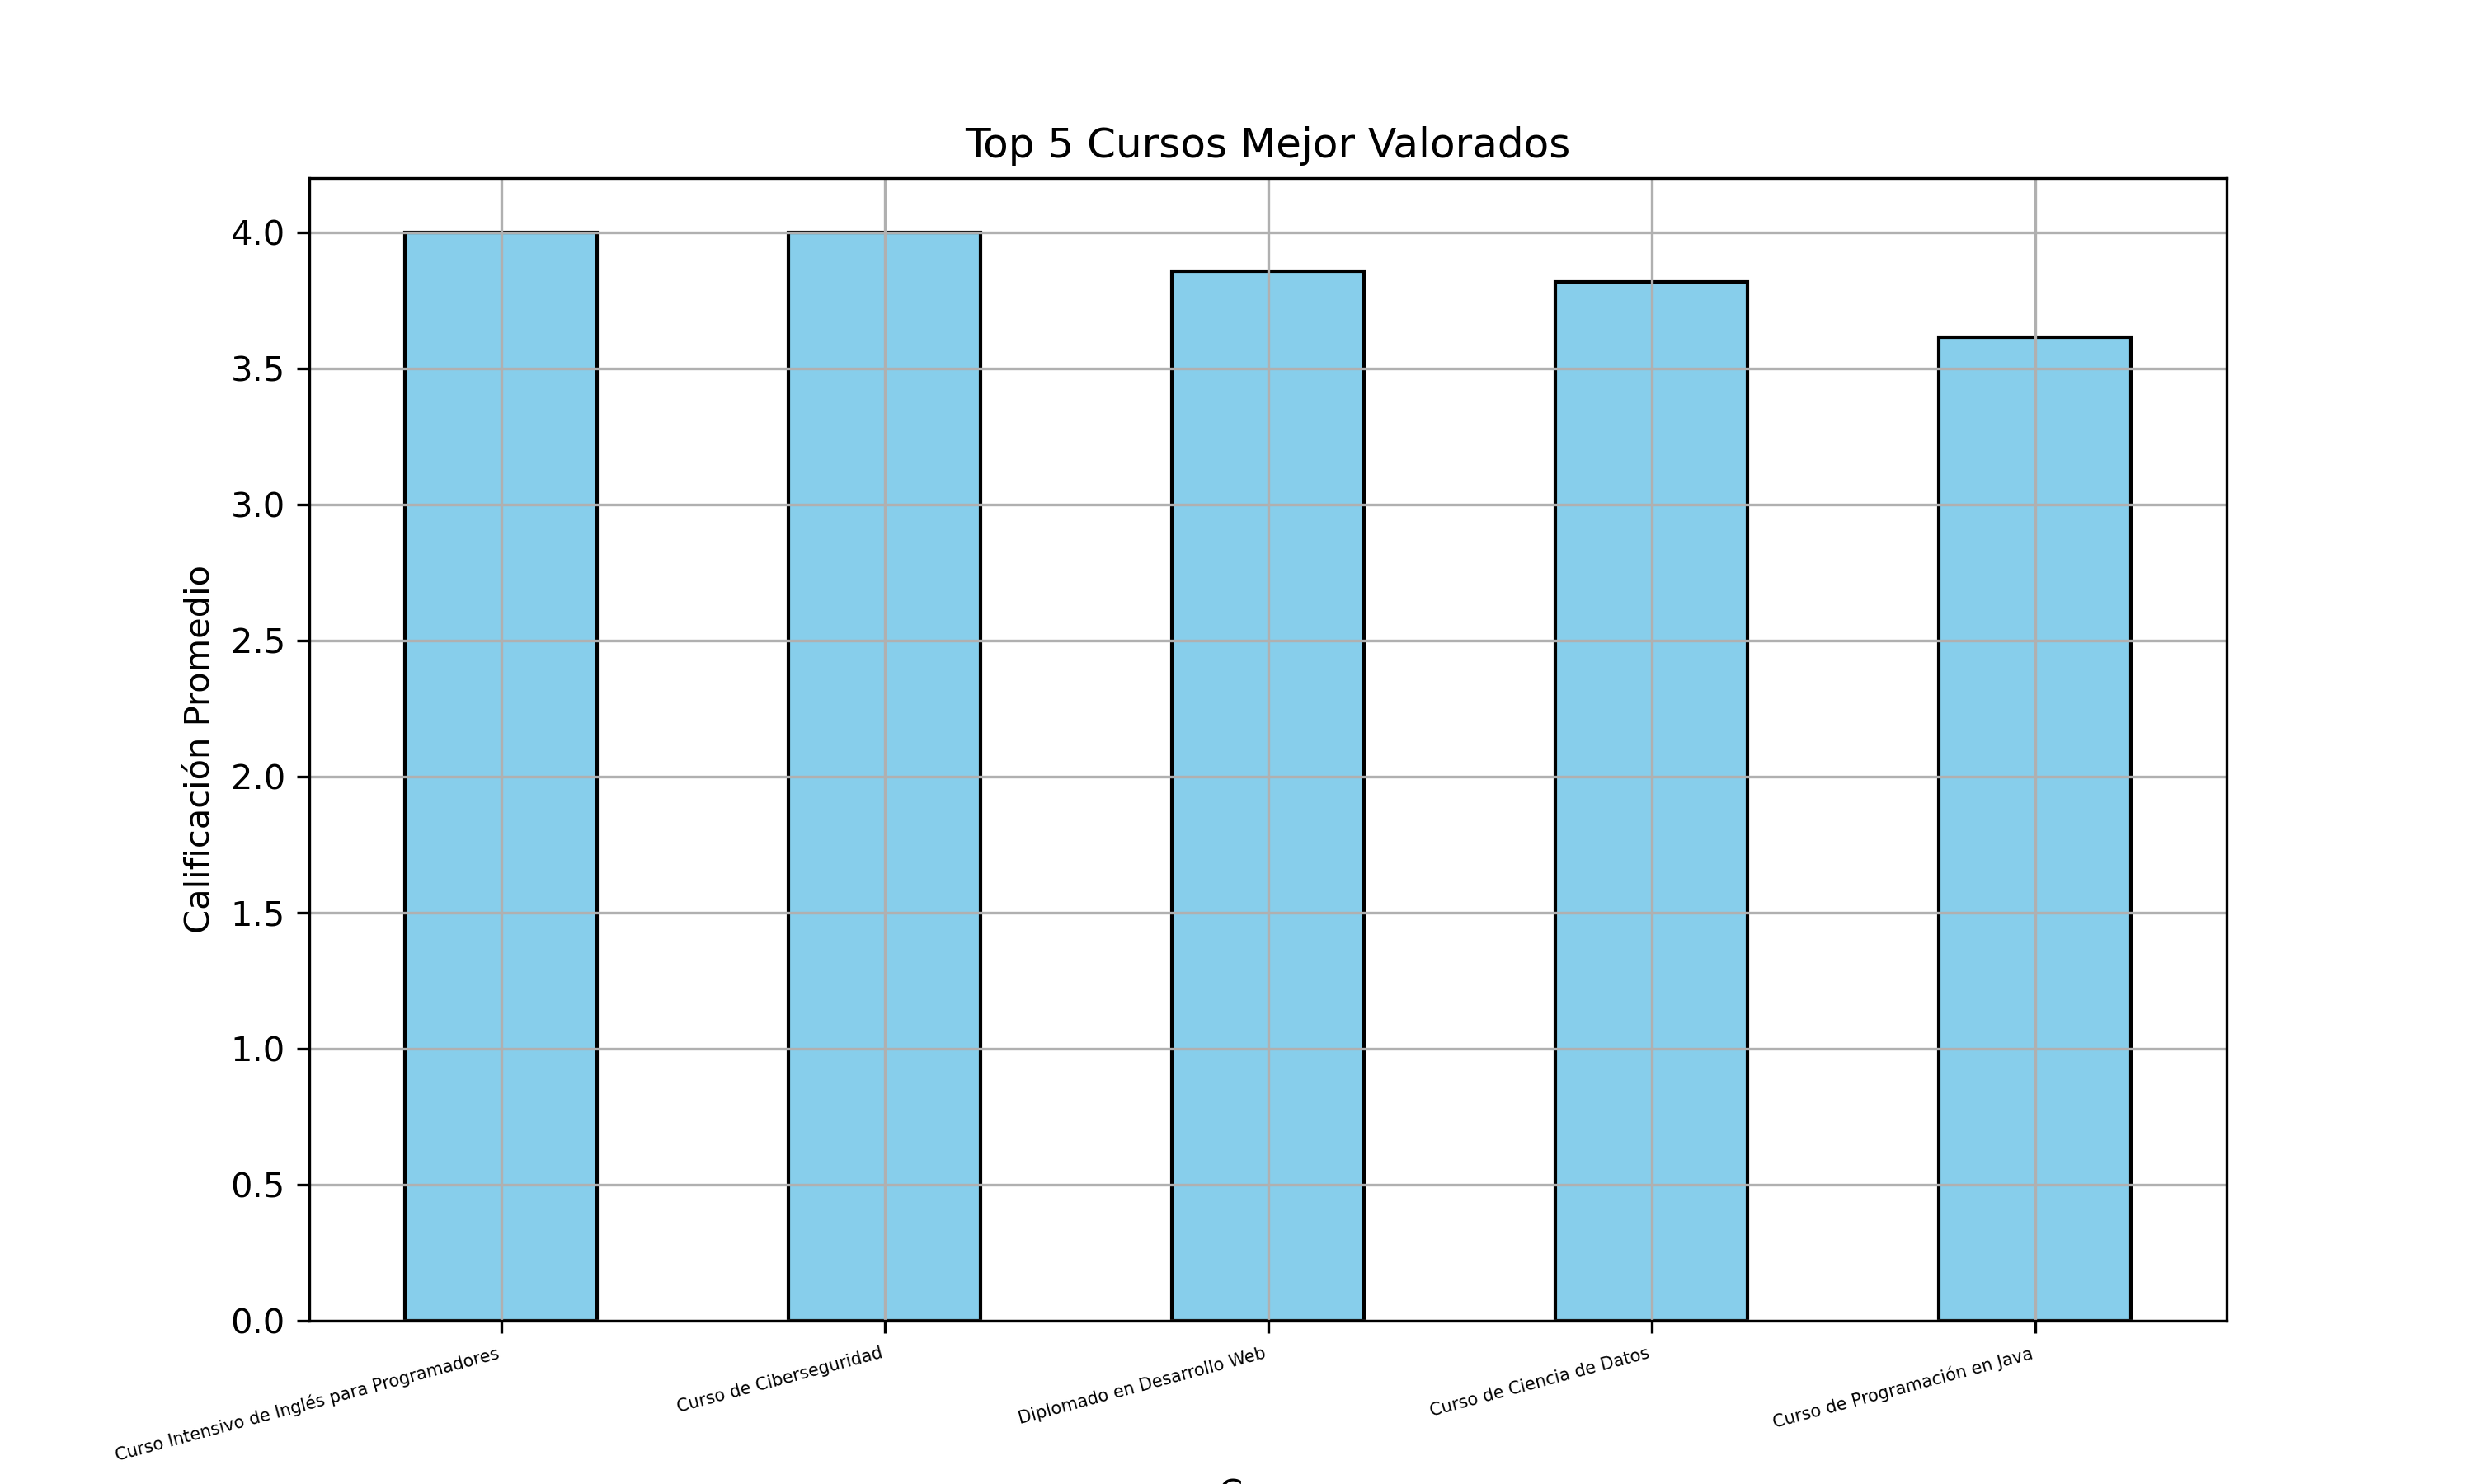 Top 5 Cursos Mejor Valorados
Calificación Promedio
4.0
3.5
3.0
2.5
2.0
1.5
1.0
0.5
0.0
Curso Intensivo de Inglés para Programadores
Curso de Ciberseguridad
Diplomado en Desarrollo Web
Curso de Ciencia de Datos
Curso de Programación en Java